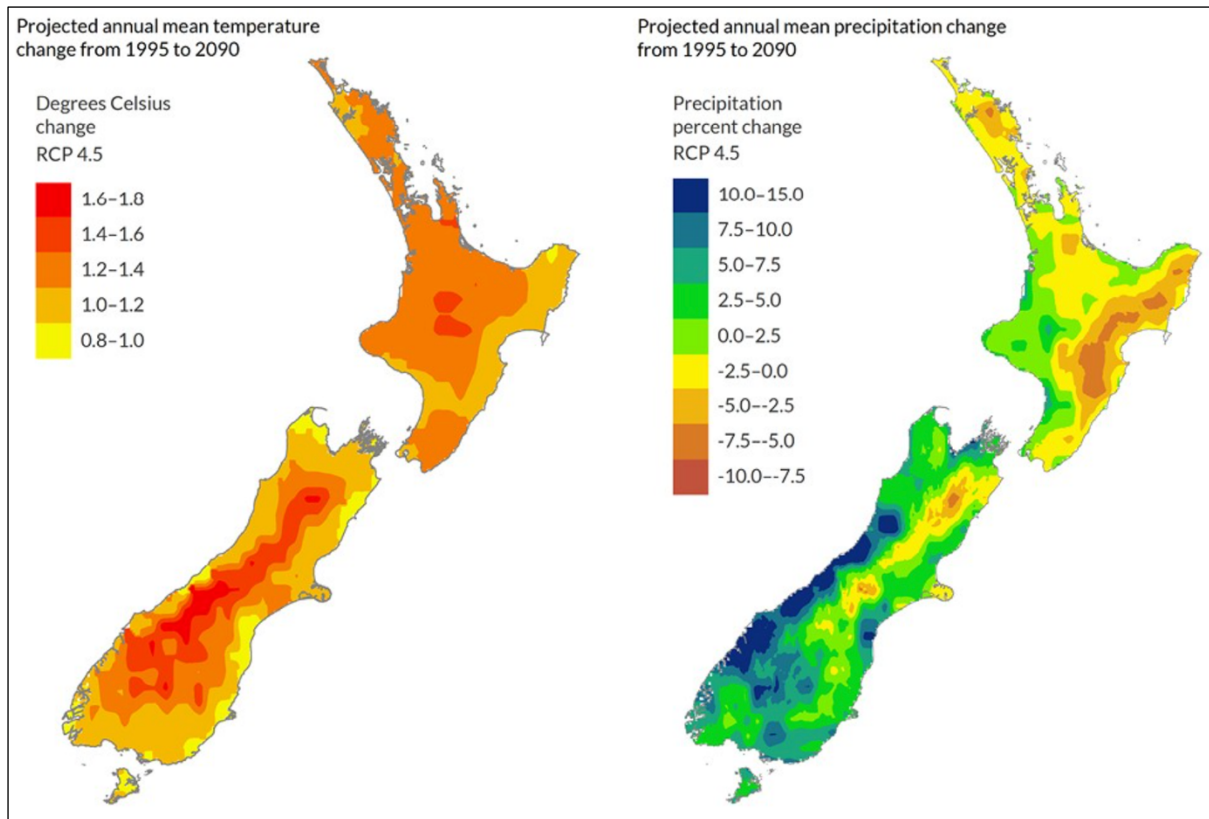 Projected annual mean temperature
change from 1995 to 2090
Degrees Celsius
change
RCP 4.5
1.6–1.8
1.4–1.6
1.2–1.4
1.0–1.2
0.8–1.0
Projected annual mean precipitation change
from 1995 to 2090
Precipitation
percent change
RCP 4.5
10.0–15.0
7.5–10.0
5.0–7.5
2.5–5.0
0.0–2.5
-2.5–0.0
-5.0–-2.5
-7.5–-5.0
-10.0–-7.5